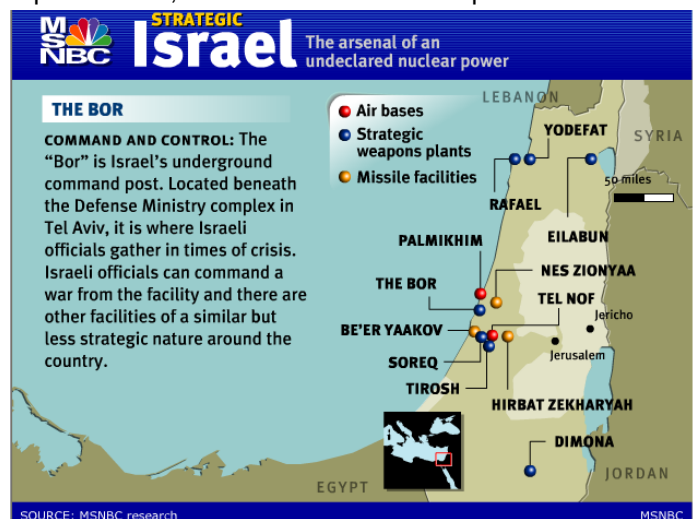 MSNBC
STRATEGIC
Israel
The arsenal of an
undeclared nuclear power
THE BOR
COMMAND AND CONTROL: The
“Bor” is Israel's underground
command post. Located beneath
the Defense Ministry complex in
Tel Aviv, it is where Israeli
officials gather in times of crisis.
Israeli officials can command a
war from the facility and there are
other facilities of a similar but
less strategic nature around the
country.
Air bases
Strategic
weapons plants
Missile facilities
LEBANON
YODEFAT
SYRIA
50 miles
RAFAEL
EILABUN
PALMIKHIM
NES ZIONYAA
THE BOR
TEL NOF
Jericho
BE'ER YAAKOV
Jerusalem
SOREQ
TIROSH
HIRBAT ZEKHARYAH
DIMONA
JORDAN
EGYPT
SOURCE: MSNBC research
MSNBC